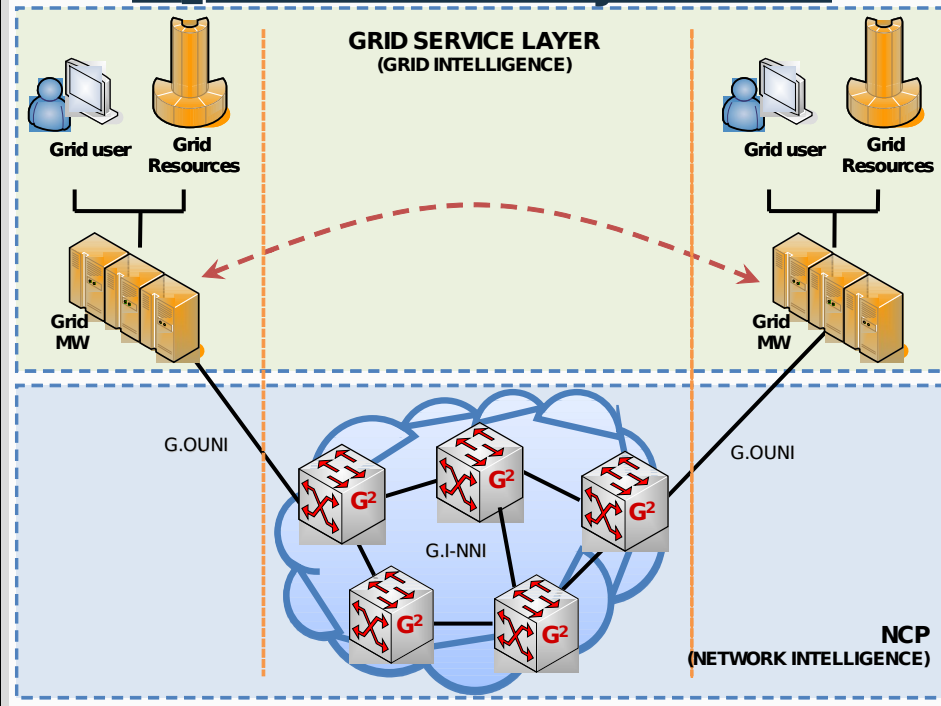 GRID SERVICE LAYER
(GRID INTELLIGENCE)
Grid user
Grid
Resources
Grid user
Grid
Resources
Grid
MW
Grid
MW
G.OUNI
G.OUNI
G²
G²
G²
G.I-NNI
G²
G²
NCP
(NETWORK INTELLIGENCE)